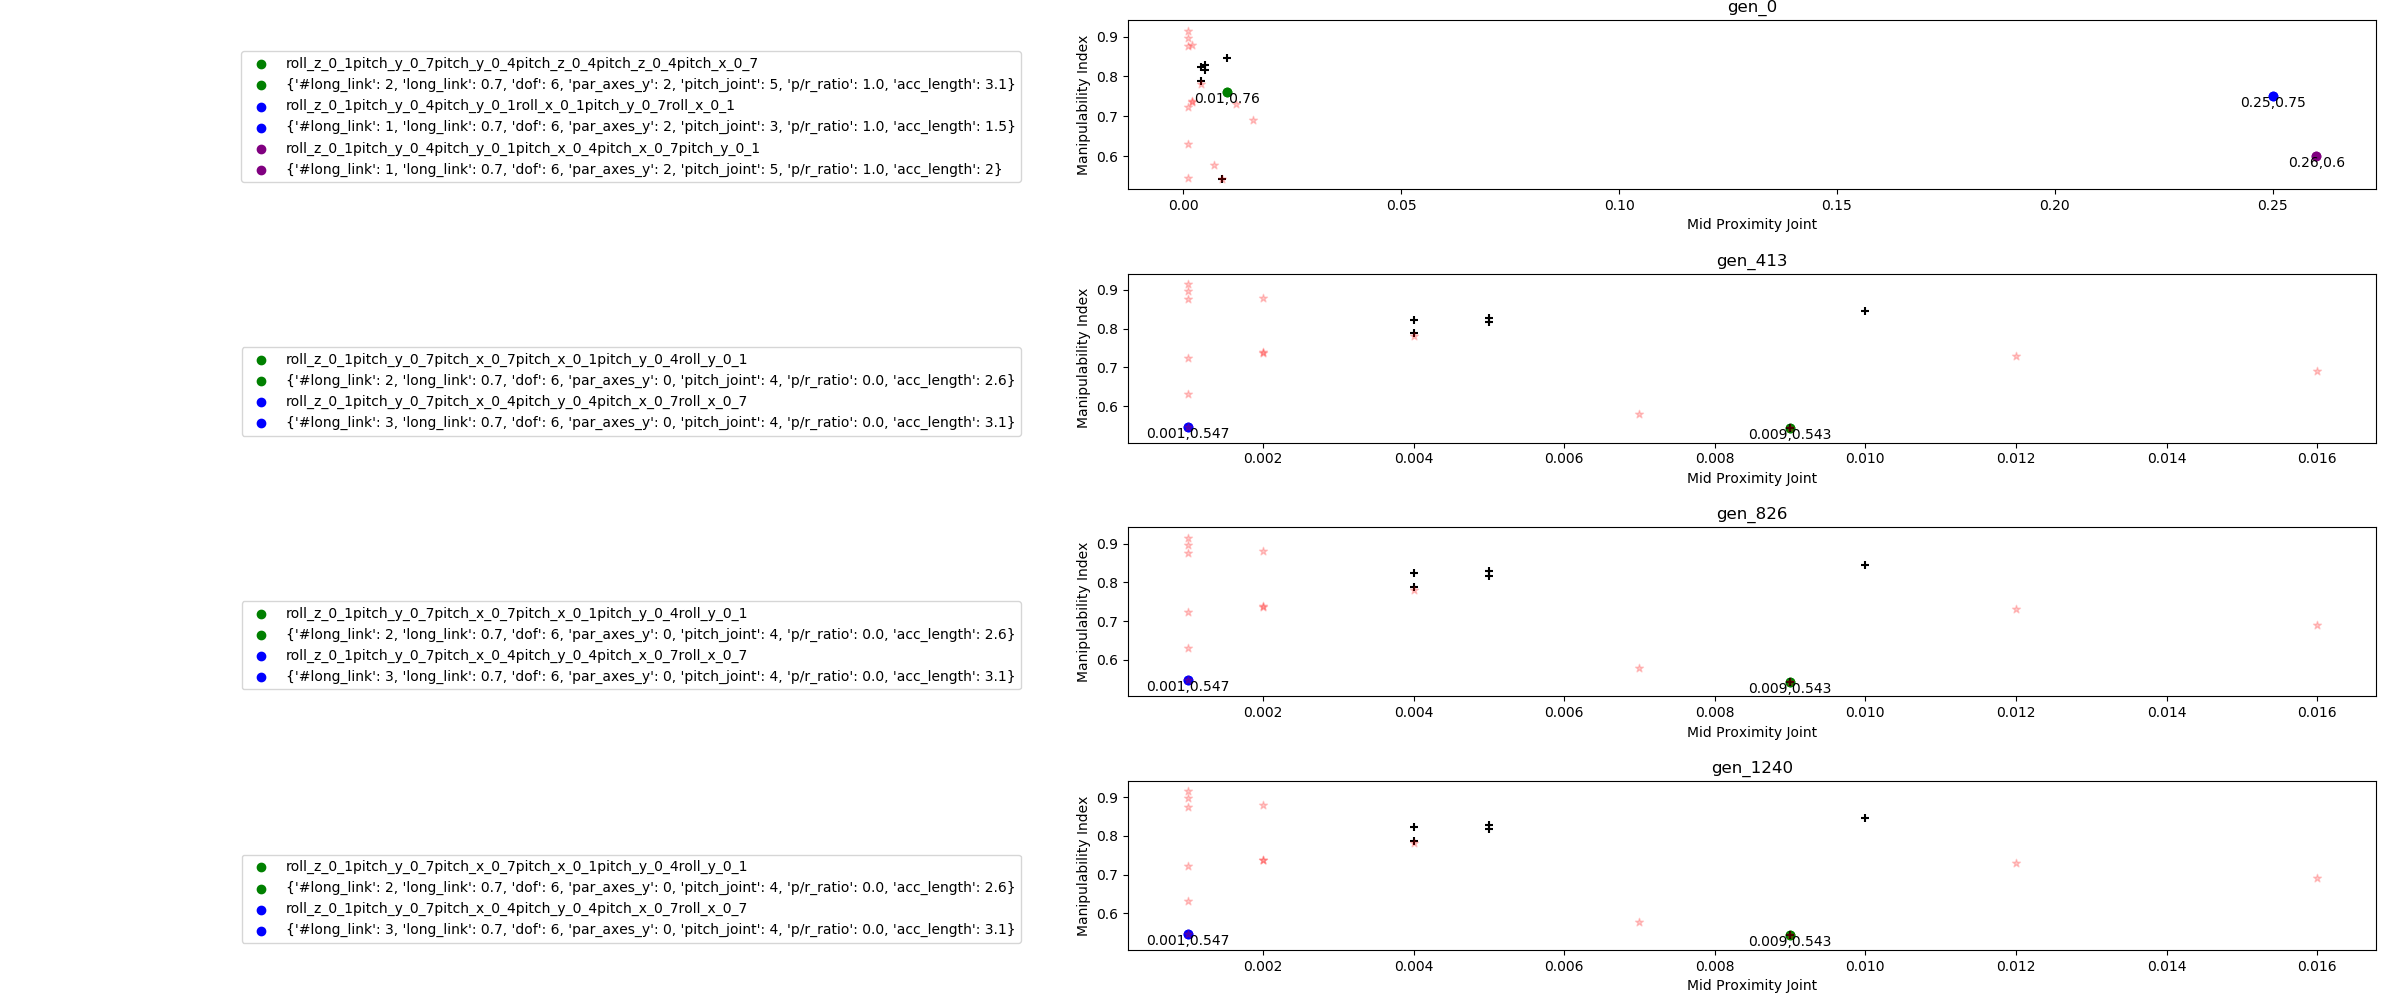 gen_0
roll_z_0_1pitch_y_0_7pitch_y_0_4pitch_z_0_4pitch_z_0_4pitch_x_0_7
{'#long_link': 2, 'long_link': 0.7, 'dof': 6, 'par_axes_y': 2, 'pitch_joint': 5, 'p/r_ratio': 1.0, 'acc_length': 3.1}
roll_z_0_1pitch_y_0_4pitch_y_0_1roll_x_0_1pitch_y_0_7roll_x_0_1
{'#long_link': 1, 'long_link': 0.7, 'dof': 6, 'par_axes_y': 2, 'pitch_joint': 3, 'p/r_ratio': 1.0, 'acc_length': 1.5}
roll_z_0_1pitch_y_0_4pitch_y_0_1pitch_x_0_4pitch_x_0_7pitch_y_0_1
{'#long_link': 1, 'long_link': 0.7, 'dof': 6, 'par_axes_y': 2, 'pitch_joint': 5, 'p/r_ratio': 1.0, 'acc_length': 2}
Manipulability Index
0.9
0.8
0.7
0.6
0.01,0.76
0.25,0.75
0.26,0.6
0.00 0.05 0.10 0.15 0.20 0.25
Mid Proximity Joint
gen_413
roll_z_0_1pitch_y_0_7pitch_x_0_7pitch_x_0_1pitch_y_0_4roll_y_0_1
{'#long_link': 2, 'long_link': 0.7, 'dof': 6, 'par_axes_y': 0, 'pitch_joint': 4, 'p/r_ratio': 0.0, 'acc_length': 2.6}
roll_z_0_1pitch_y_0_7pitch_x_0_4pitch_y_0_4pitch_x_0_7roll_x_0_7
{'#long_link': 3, 'long_link': 0.7, 'dof': 6, 'par_axes_y': 0, 'pitch_joint': 4, 'p/r_ratio': 0.0, 'acc_length': 3.1}
Manipulability Index
0.9
0.8
0.7
0.6
0.001,0.547
0.009,0.543
0.002 0.004 0.006 0.008 0.010 0.012 0.014 0.016
Mid Proximity Joint
gen_826
roll_z_0_1pitch_y_0_7pitch_x_0_7pitch_x_0_1pitch_y_0_4roll_y_0_1
{'#long_link': 2, 'long_link': 0.7, 'dof': 6, 'par_axes_y': 0, 'pitch_joint': 4, 'p/r_ratio': 0.0, 'acc_length': 2.6}
roll_z_0_1pitch_y_0_7pitch_x_0_4pitch_y_0_4pitch_x_0_7roll_x_0_7
{'#long_link': 3, 'long_link': 0.7, 'dof': 6, 'par_axes_y': 0, 'pitch_joint': 4, 'p/r_ratio': 0.0, 'acc_length': 3.1}
Manipulability Index
0.9
0.8
0.7
0.6
0.001,0.547
0.009,0.543
0.002 0.004 0.006 0.008 0.010 0.012 0.014 0.016
Mid Proximity Joint
gen_1240
roll_z_0_1pitch_y_0_7pitch_x_0_7pitch_x_0_1pitch_y_0_4roll_y_0_1
{'#long_link': 2, 'long_link': 0.7, 'dof': 6, 'par_axes_y': 0, 'pitch_joint': 4, 'p/r_ratio': 0.0, 'acc_length': 2.6}
roll_z_0_1pitch_y_0_7pitch_x_0_4pitch_y_0_4pitch_x_0_7roll_x_0_7
{'#long_link': 3, 'long_link': 0.7, 'dof': 6, 'par_axes_y': 0, 'pitch_joint': 4, 'p/r_ratio': 0.0, 'acc_length': 3.1}
Manipulability Index
0.9
0.8
0.7
0.6
0.001,0.547
0.009,0.543
0.002 0.004 0.006 0.008 0.010 0.012 0.014 0.016
Mid Proximity Joint